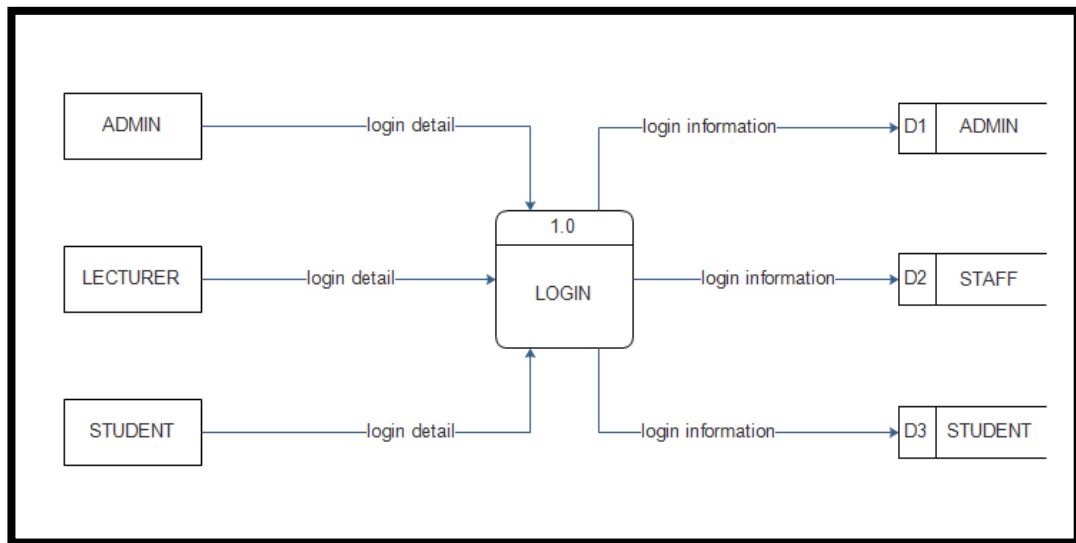 ADMIN
login detail
login information
D1
ADMIN
1.0
LECTURER
login detail
LOGIN
login information
D2
STAFF
STUDENT
login detail
login information
D3
STUDENT